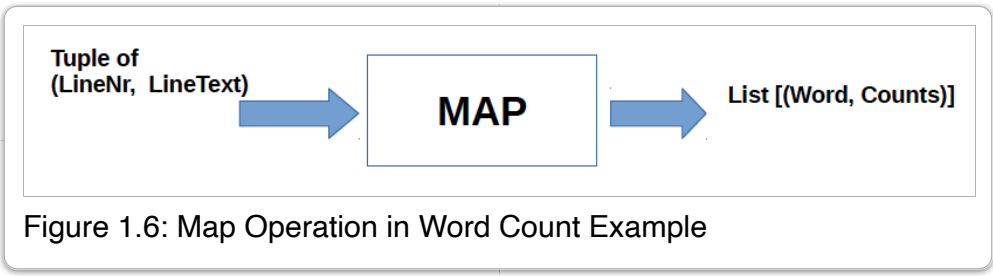 Tuple of
(LineNr, LineText)
MAP
List [(Word, Counts)]
Figure 1.6: Map Operation in Word Count Example